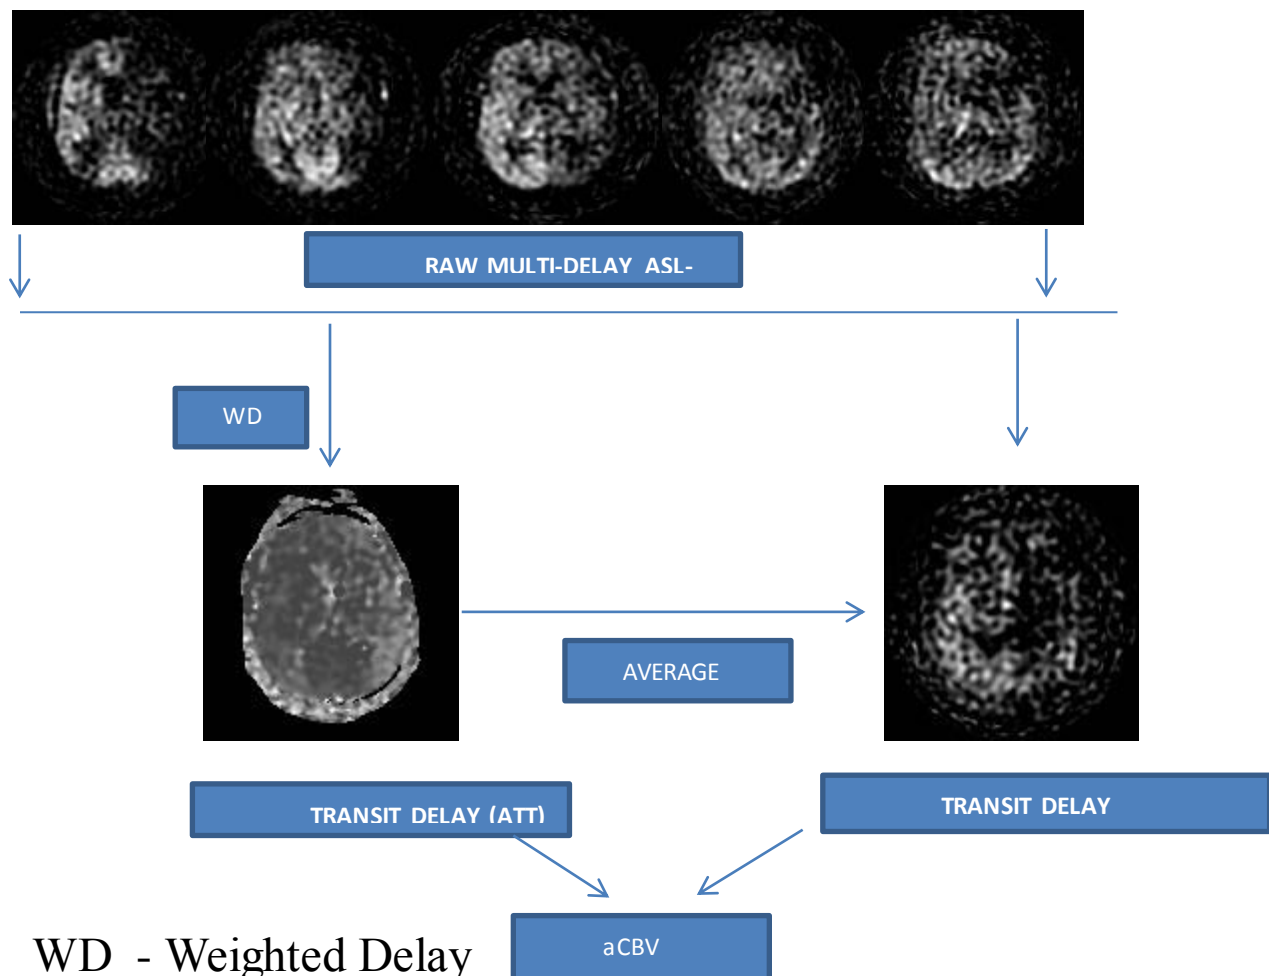 RAW MULTI-DELAY ASL-
WD
AVERAGE
TRANSIT DELAY (ATT)
TRANSIT DELAY
aCBV
WD - Weighted Delay